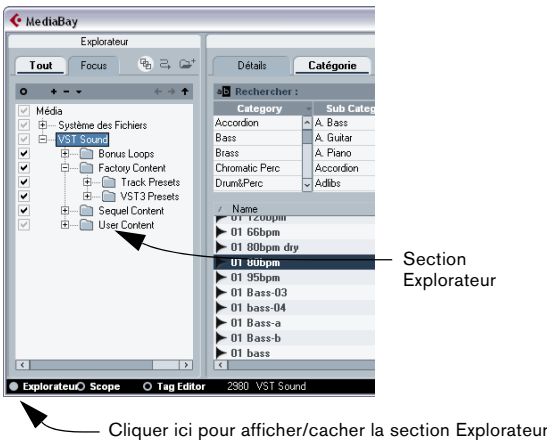 MediaBay
Explorateur
Tout Focus
Détails Catégorie
Rechercher :
Category Sub Categ
Accordion A. Bass
Bass A. Guitar
Brass A. Piano
Chromatic Perc Accordion
Drum&Perc Adlibs
Média
Système des Fichiers
VST Sound
Bonus Loops
Factory Content
Track Presets
VST3 Presets
Sequel Content
User Content
Name
01 120bpm
01 66bpm
01 80bpm dry
01 80bpm
01 95bpm
01 Bass-03
01 bass-04
01 Bass-a
01 Bass-b
01 bass
Explorateur Scope Tag Editor 2980 VST Sound
Section
Explorateur
Cliquer ici pour afficher/cacher la section Explorateur